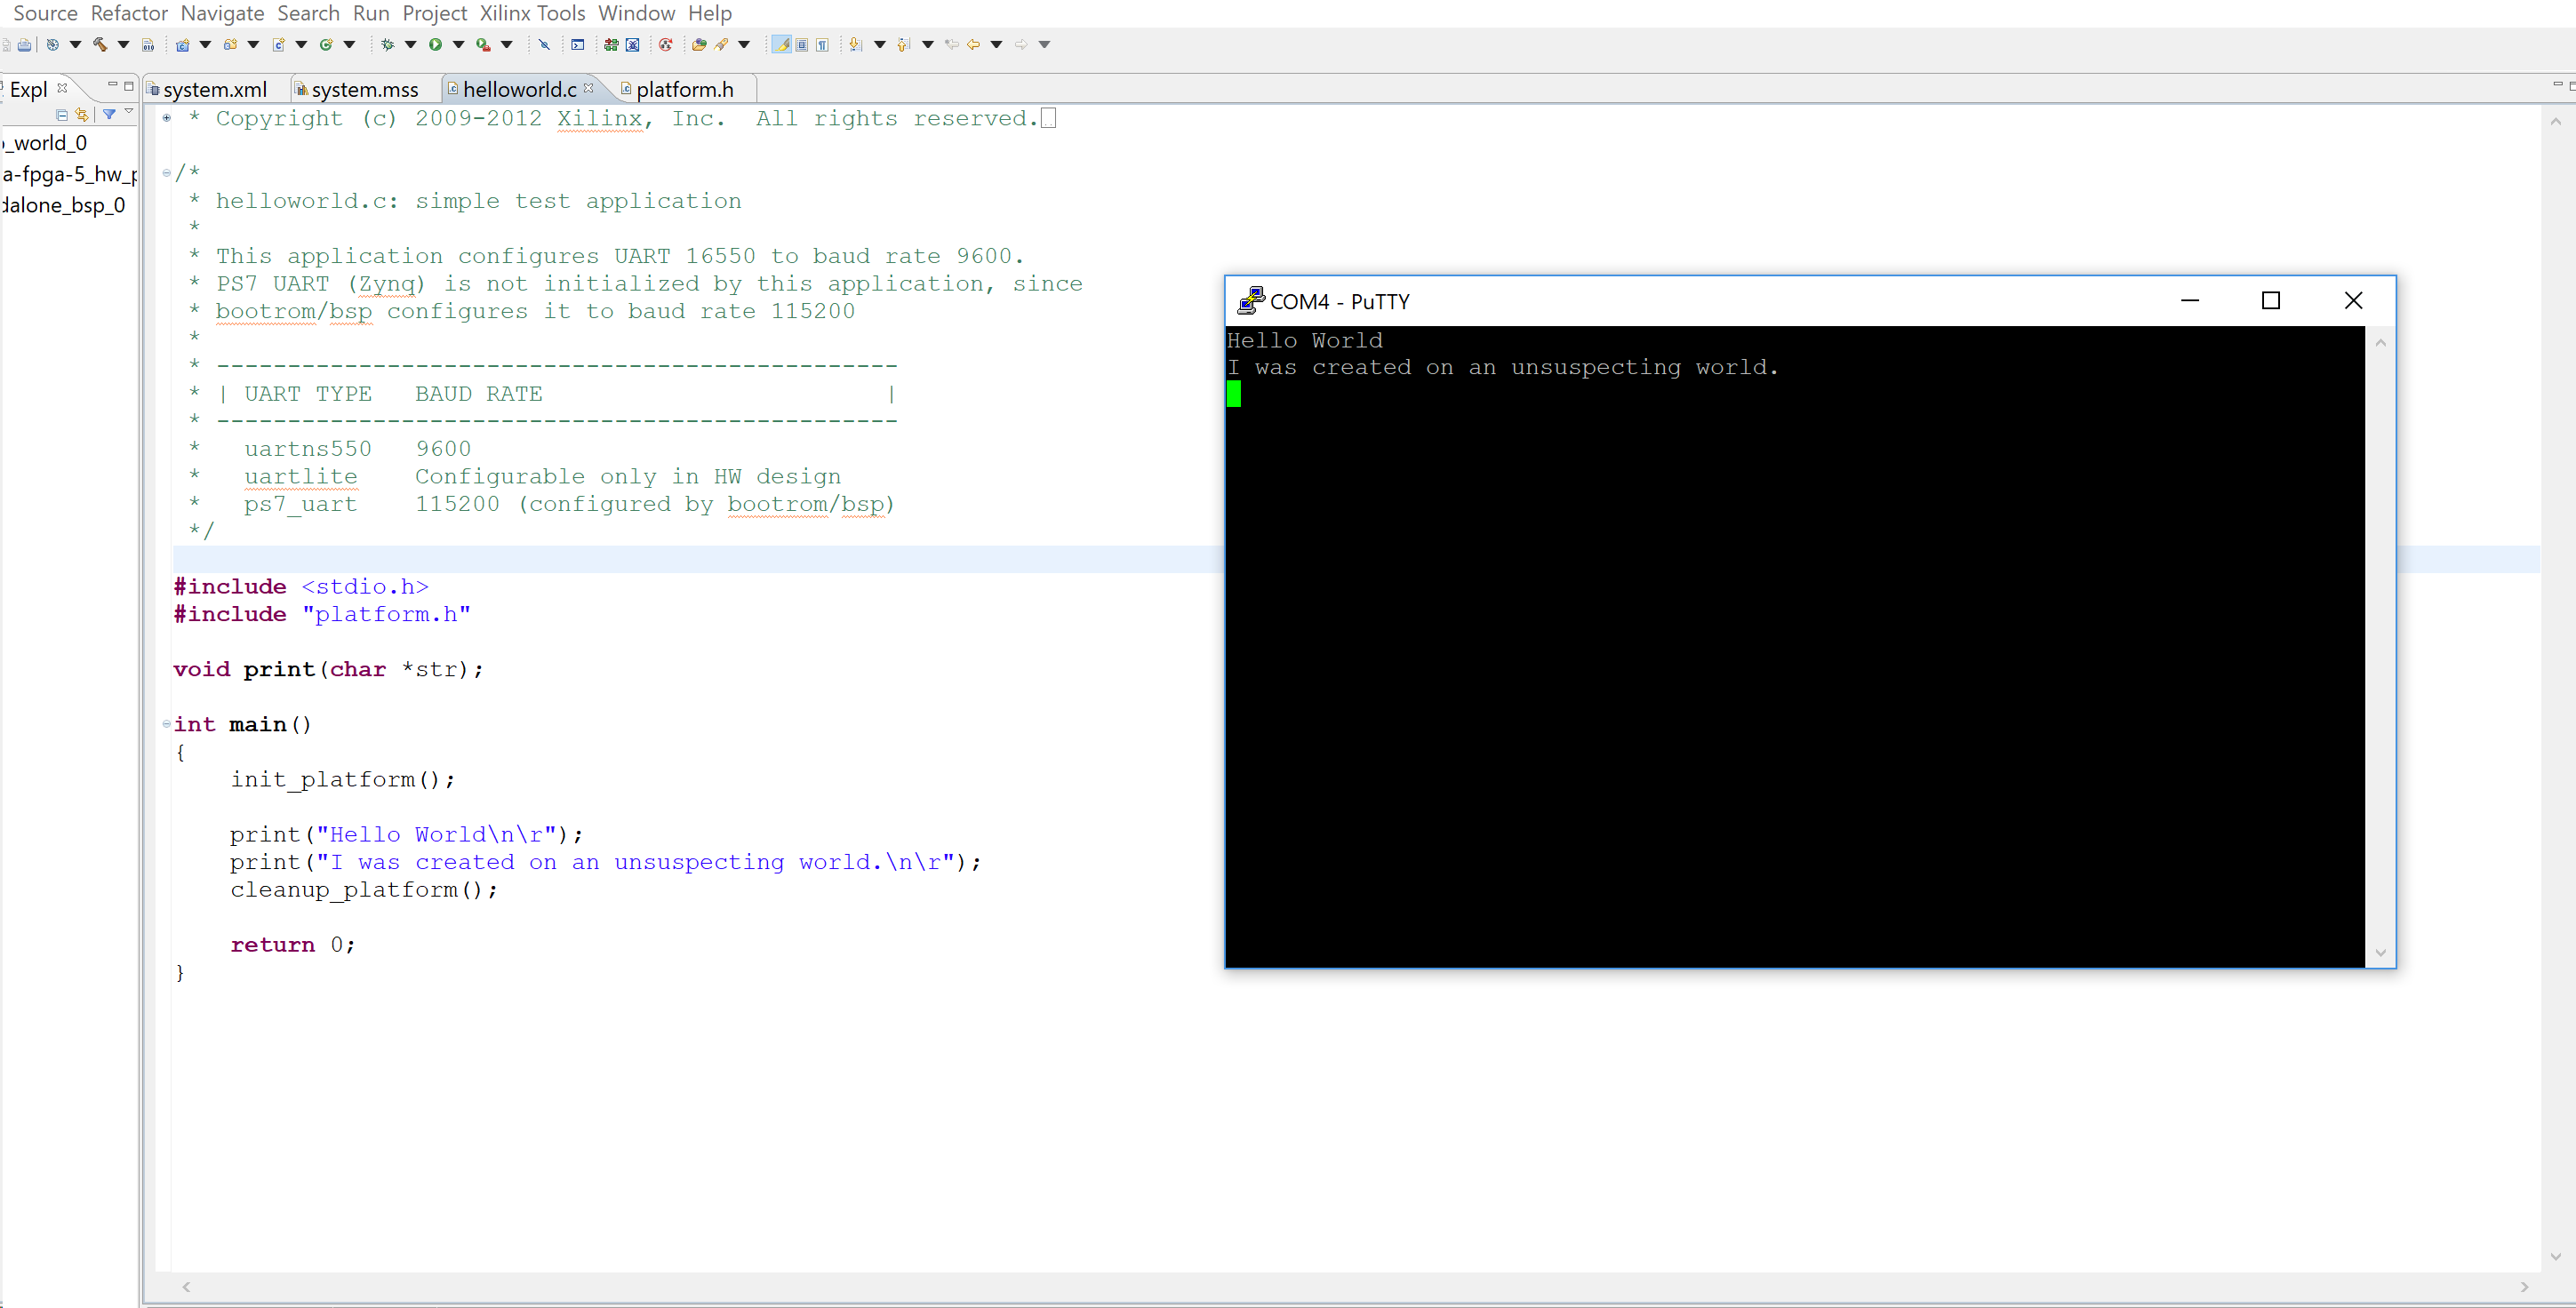 Source Refactor Navigate Search Run Project Xilinx Tools Window Help
Expl
system.xml
system.mss
helloworld.c
platform.h
_world_0
a-fpga-5_hw_p
dalone_bsp_0
* Copyright (c) 2009-2012 Xilinx, Inc.  All rights reserved.
/*
* helloworld.c: simple test application
*
* This application configures UART 16550 to baud rate 9600.
* PS7 UART (Zynq) is not initialized by this application, since
* bootrom/bsp configures it to baud rate 115200
*
* ------------------------------------------------
* | UART TYPE   BAUD RATE                        |
* ------------------------------------------------
*   uartns550   9600
*   uartlite    Configurable only in HW design
*   ps7_uart    115200 (configured by bootrom/bsp)
*/
#include <stdio.h>
#include "platform.h"
void print(char *str);
int main()
{
init_platform();
print("Hello World\n\r");
print("I was created on an unsuspecting world.\n\r");
cleanup_platform();
return 0;
}
COM4 - PuTTY
Hello World
I was created on an unsuspecting world.